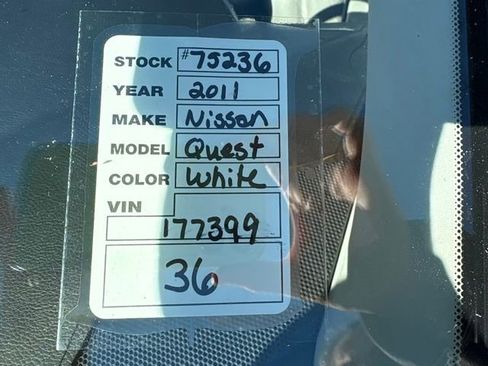 STOCK #75236
YEAR 2011
MAKE Nissan
MODEL Quest
COLOR White
VIN
177399
36